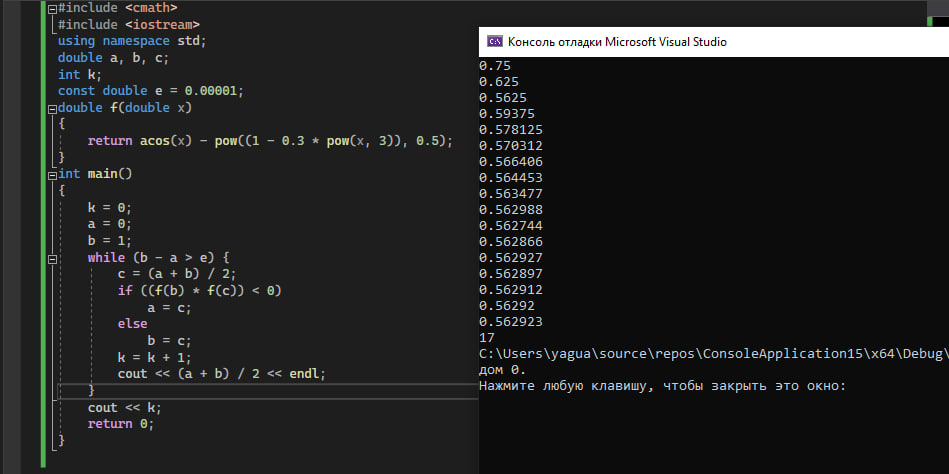 #include <cmath>
#include <iostream>
using namespace std;
double a, b, c;
int k;
const double e = 0.00001;
double f(double x)
{
return acos(x) - pow((1 - 0.3 * pow(x, 3)), 0.5);
}
int main()
{
k = 0;
a = 0;
b = 1;
while (b - a > e) {
c = (a + b) / 2;
if ((f(b) * f(c)) < 0)
a = c;
else
b = c;
k = k + 1;
cout << (a + b) / 2 << endl;
}
cout << k;
return 0;
}
Консоль отладки Microsoft Visual Studio
0.75
0.625
0.5625
0.59375
0.578125
0.570312
0.566406
0.564453
0.563477
0.562988
0.562744
0.562866
0.562927
0.562897
0.562912
0.56292
0.562923
17
C:\Users\yagua\source\repos\ConsoleApplication15\x64\Debug\
дом 0.
Нажмите любую клавишу, чтобы закрыть это окно: